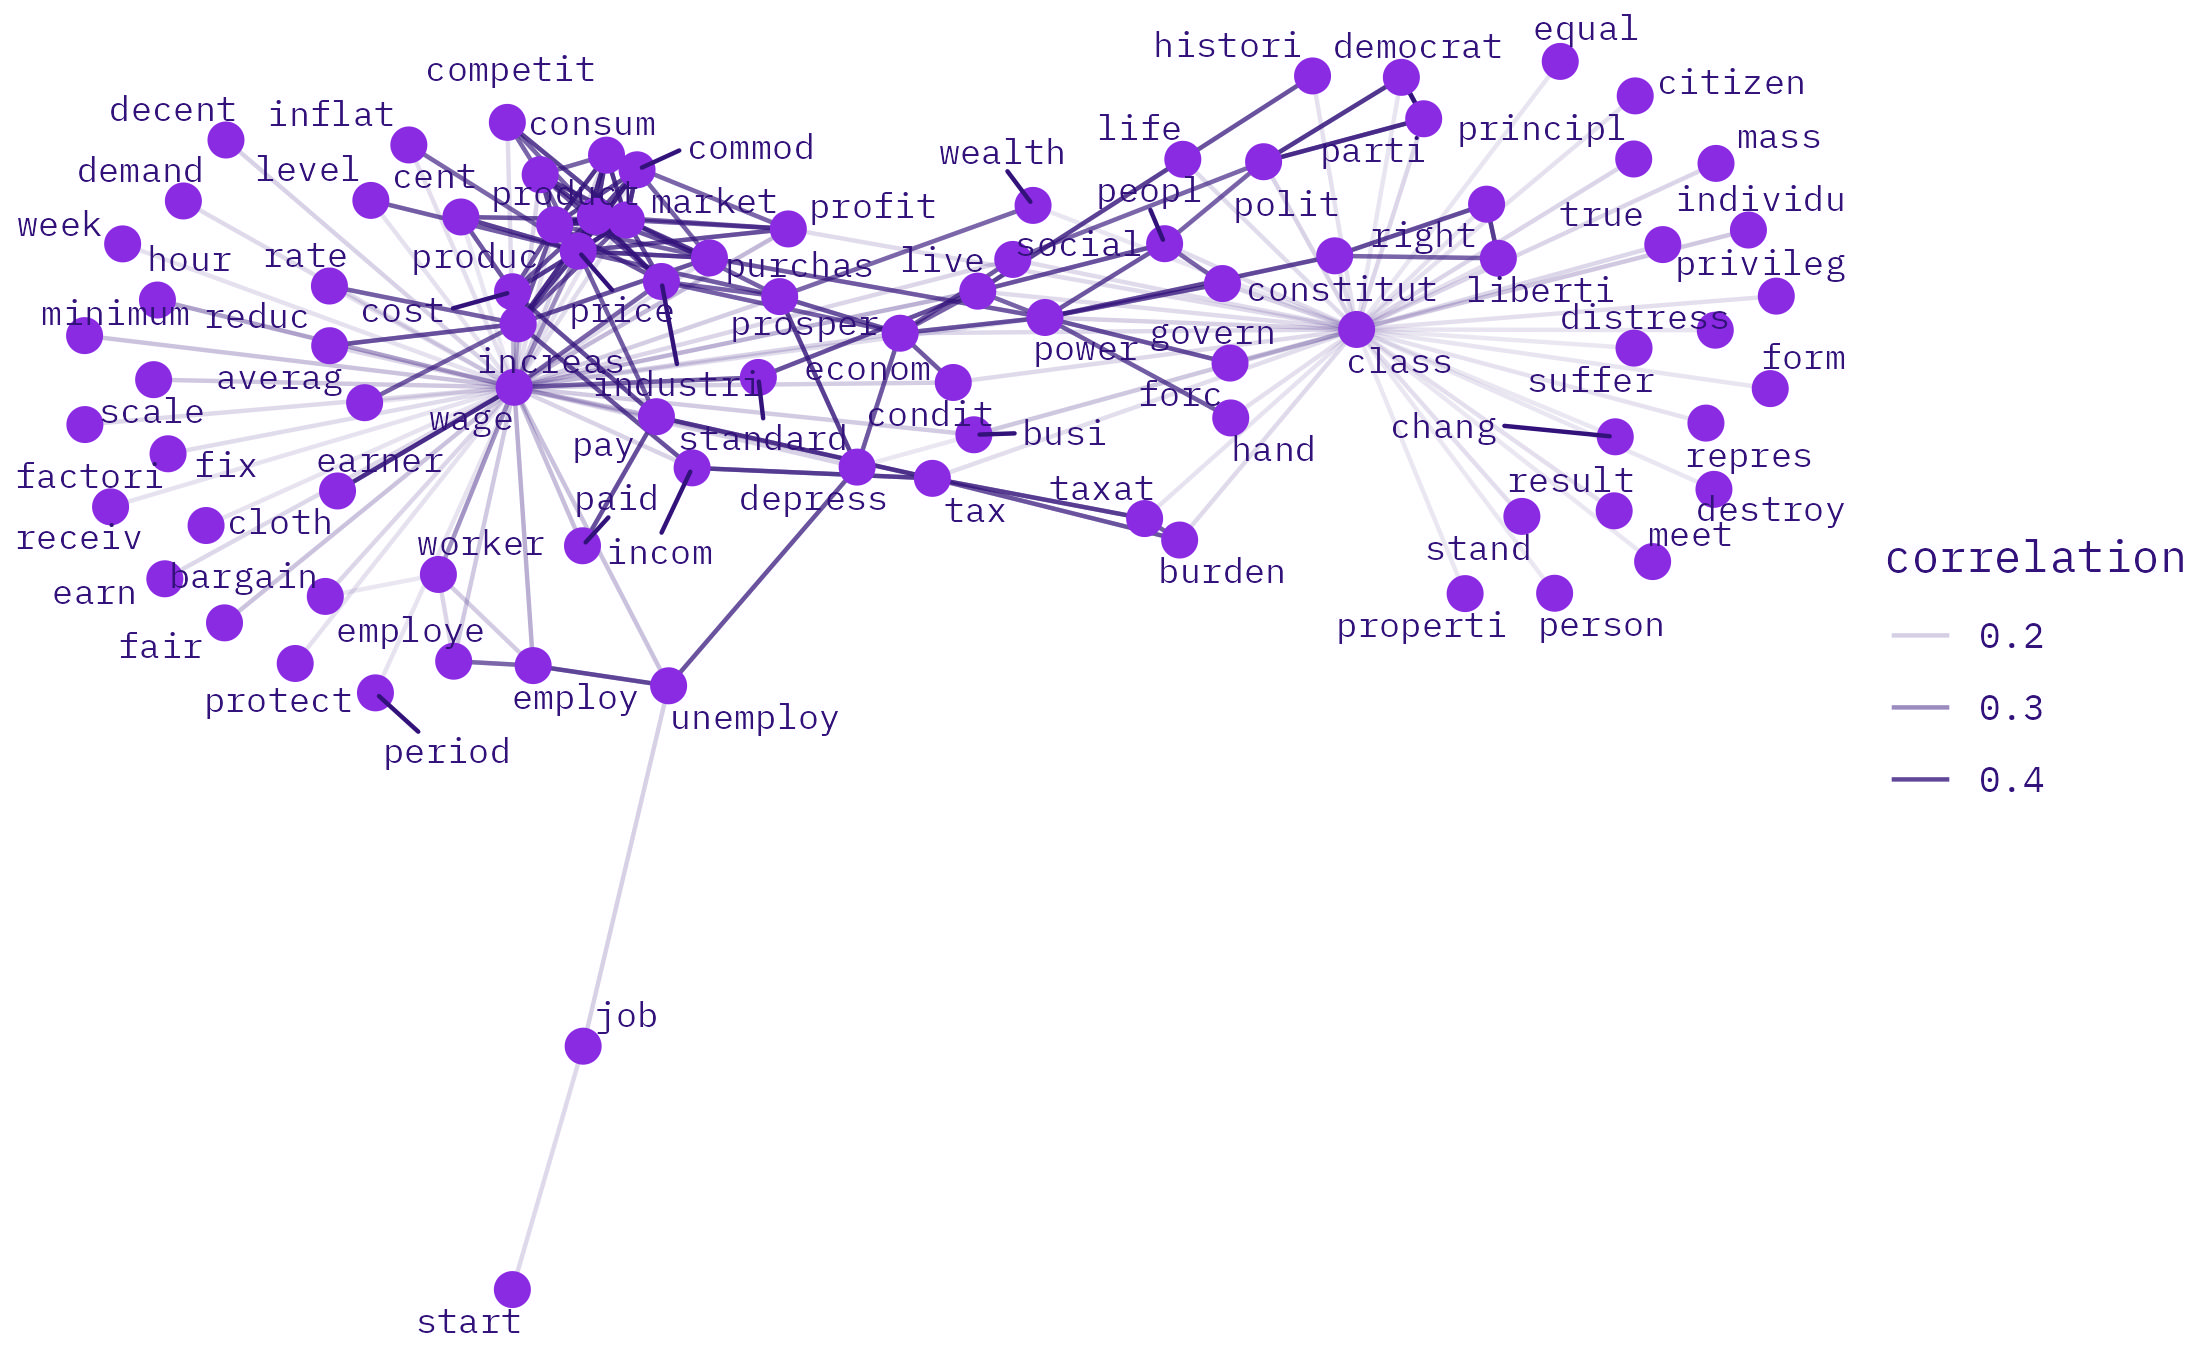 equal
histori
democrat
competit
citizen
decent
inflat
consum
life
principl
mass
commod
wealth
parti
demand
level
cent
product
market
peopl
individu
profit
polit
true
week
right
social
hour
rate
produc
purchas
live
privileg
constitut
liberti
minimum
reduc
cost
price
prosper
distress
govern
power
increas
class
form
averag
industri
econom
suffer
forc
scale
wage
condit
chang
pay
standard
busi
hand
earner
fix
repres
factori
result
paid
depress
taxat
tax
destroy
cloth
receiv
worker
incom
meet
stand
bargain
burden
earn
correlation
employe
properti
person
0.2
fair
protect
employ
unemploy
0.3
period
0.4
job
start